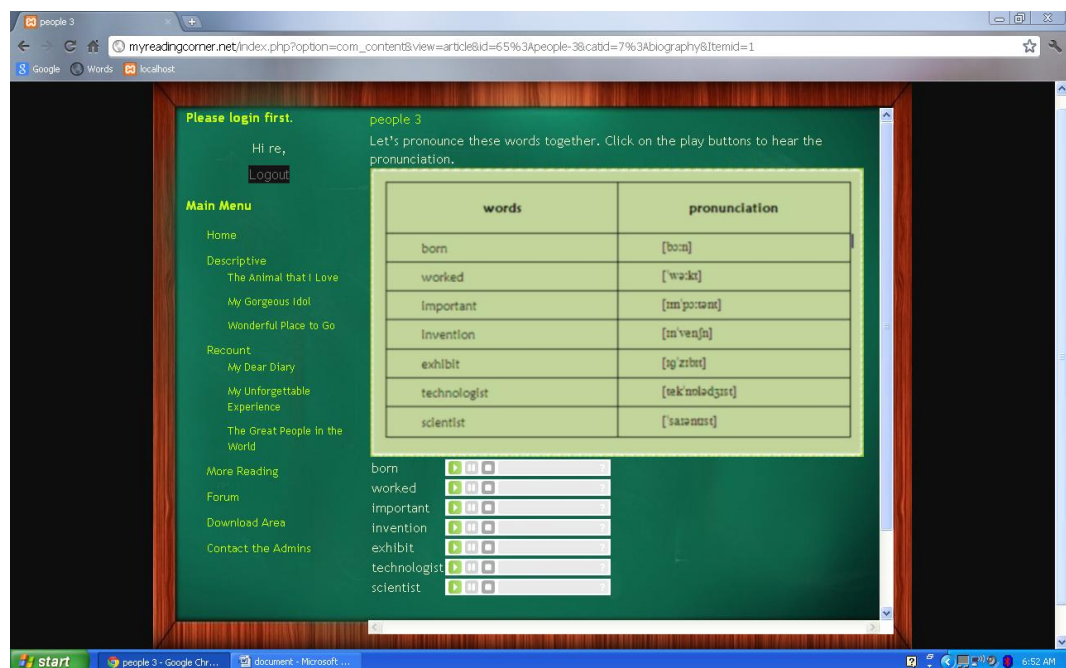 people 3
myreadingcorner.net/index.php?option=com_content&view=article&id=65%3Apeople-3&catid=7%3Abiography&Itemid=1
Google Words localhost
Please login first.
Hi re,
Logout
Main Menu
Home
Descriptive
The Animal that I Love
My Gorgeous Idol
Wonderful Place to Go
Recount
My Dear Diary
My Unforgettable
Experience
The Great People in the
World
More Reading
Forum
Download Area
Contact the Admins
people 3
Let's pronounce these words together. Click on the play buttons to hear the
pronunciation.
words pronunciation
born [bɔ:n]
worked ['wə:kt]
Important [ɪm'pɔ:tənt]
Invention [ɪn'venʃn]
exhibit [ɪg'zɪbɪt]
technologist [tek'nɒlədʒɪst]
scientist ['saɪəntɪst]
born
worked
important
invention
exhibit
technologist
scientist
start people 3 - Google Chr... document - Microsoft ... 6:52 AM